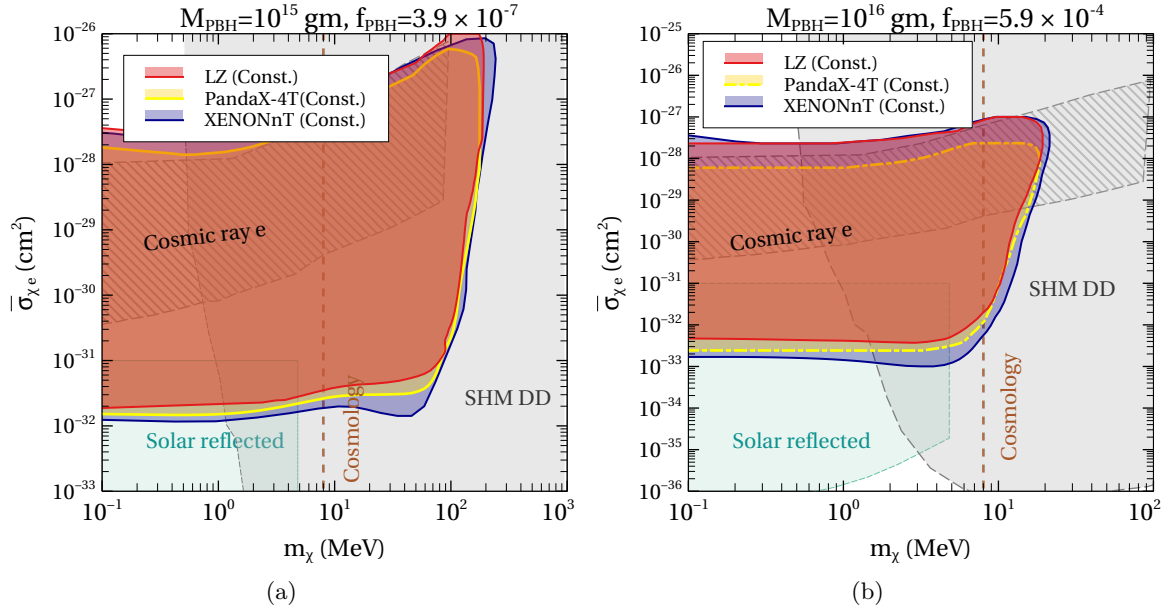 M_PBH=10^15 gm, f_PBH=3.9 × 10^-7
10^-26
10^-27
10^-28
10^-29
10^-30
10^-31
10^-32
10^-33
σ̅_χ e (cm^2)
LZ (Const.)
PandaX-4T(Const.)
XENONnT (Const.)
Cosmic ray e
SHM DD
Solar reflected
Cosmology
10^-1
10^0
10^1
10^2
10^3
m_χ (MeV)
(a)
M_PBH=10^16 gm, f_PBH=5.9 × 10^-4
10^-25
10^-26
10^-27
10^-28
10^-29
10^-30
10^-31
10^-32
10^-33
10^-34
10^-35
10^-36
σ̅_χ e (cm^2)
LZ (Const.)
PandaX-4T (Const.)
XENONnT (Const.)
Cosmic ray e
SHM DD
Solar reflected
Cosmology
10^-1
10^0
10^1
10^2
m_χ (MeV)
(b)